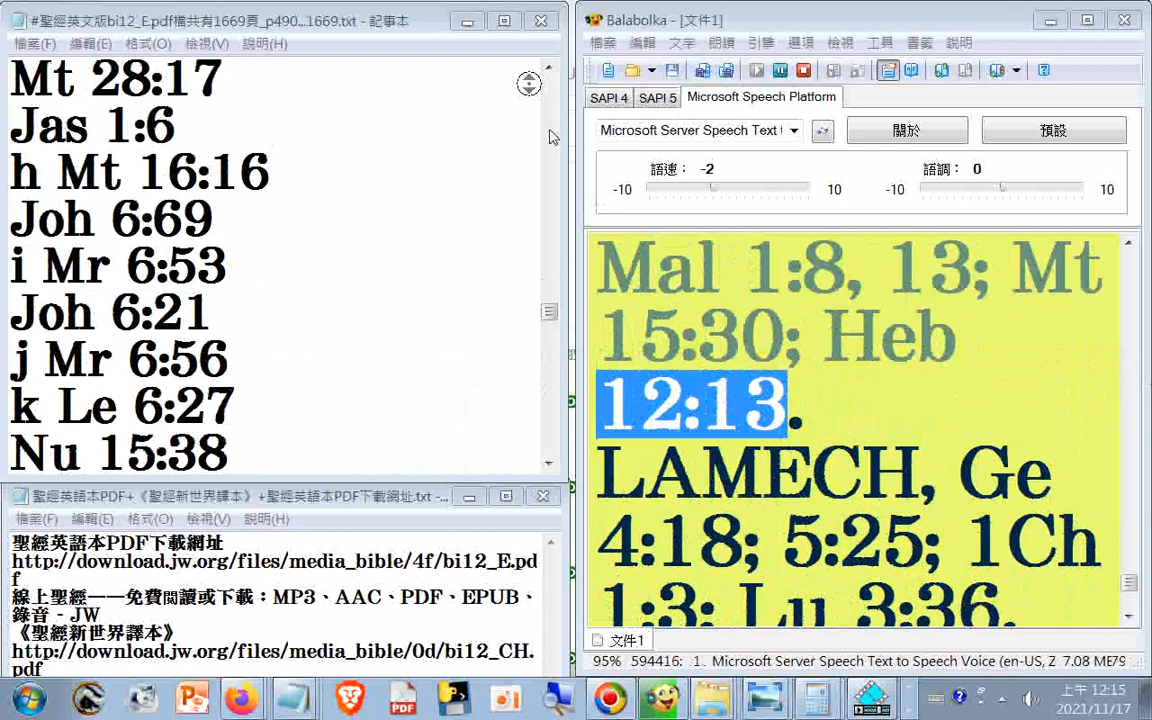 #聖經英文版bi12_E.pdf檔共有1669頁_p490...1669.txt - 記事本
檔案(F) 編輯(E) 格式(O) 檢視(V) 說明(H)
Mt 28:17
Jas 1:6
h Mt 16:16
Joh 6:69
i Mr 6:53
Joh 6:21
j Mr 6:56
k Le 6:27
Nu 15:38
聖經英語本PDF+《聖經新世界譯本》+聖經英語本PDF下載網址.txt -...
檔案(F) 編輯(E) 格式(O) 檢視(V) 說明(H)
聖經英語本PDF下載網址
http://download.jw.org/files/media_bible/4f/bi12_E.pd
f
線上聖經——免費閱讀或下載：MP3、AAC、PDF、EPUB、
錄音 - JW
《聖經新世界譯本》
http://download.jw.org/files/media_bible/0d/bi12_CH.
pdf
Balabolka - [文件1]
檔案 編輯 文字 朗讀 引擎 選項 檢視 工具 書籤 說明
SAPI 4 SAPI 5 Microsoft Speech Platform
Microsoft Server Speech Text 關於 預設
語速： -2 語調： 0
-10 10 -10 10
Mal 1:8, 13; Mt
15:30; Heb
12:13.
LAMECH, Ge
4:18; 5:25; 1Ch
1:3; Lu 3:36.
文件1
95% 594416: 1. Microsoft Server Speech Text to Speech Voice (en-US, Z 7.08 ME79
PDF
上午 12:15
2021/11/17